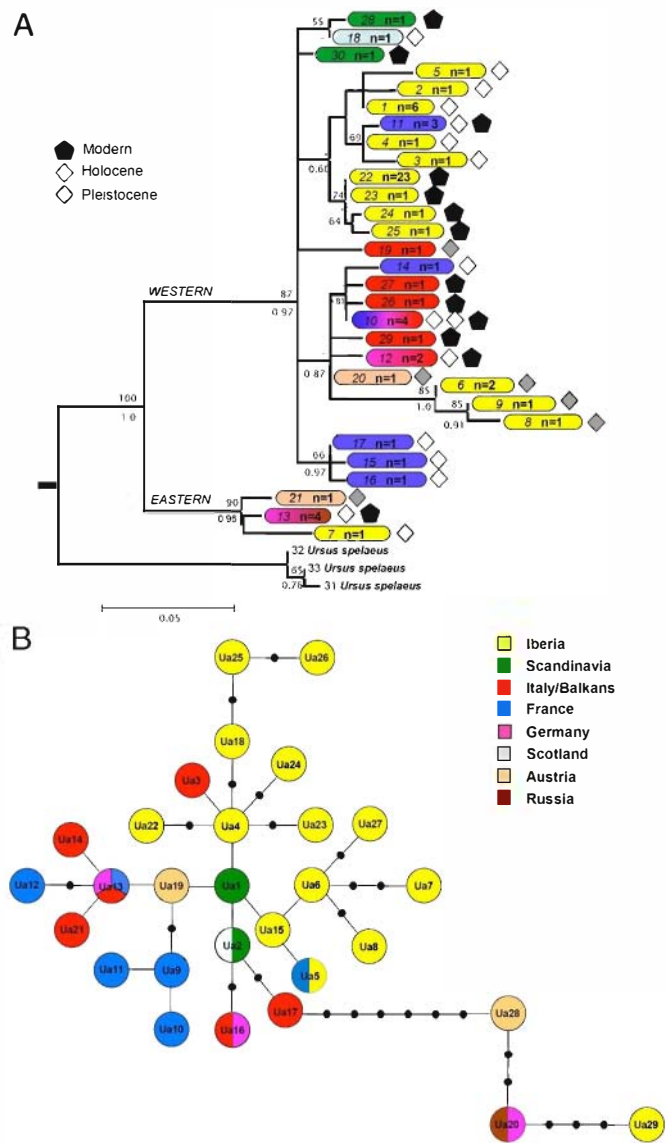 A
Modern
Holocene
Pleistocene
55
28 n=1
18 n=1
30 n=1
5 n=1
2 n=1
1 n=6
11 n=3
69
4 n=1
3 n=1
0.60
22 n=23
74
23 n=1
24 n=1
64
25 n=1
19 n=1
14 n=1
27 n=1
26 n=1
10 n=4
29 n=1
12 n=2
WESTERN
87
0.97
0.87
20 n=1
85
6 n=2
1.0
85
9 n=1
0.91
8 n=1
100
1.0
17 n=1
66
15 n=1
0.97
16 n=1
EASTERN
90
21 n=1
0.95
13 n=4
7 n=1
32 Ursus spelaeus
65
33 Ursus spelaeus
0.76
31 Ursus spelaeus
0.05
B
Iberia
Scandinavia
Italy/Balkans
France
Germany
Scotland
Austria
Russia
Ua25
Ua26
Ua18
Ua24
Ua3
Ua22
Ua4
Ua23
Ua27
Ua14
Ua12
Ua13
Ua19
Ua1
Ua6
Ua7
Ua21
Ua2
Ua15
Ua8
Ua11
Ua9
Ua5
Ua10
Ua16
Ua17
Ua28
Ua20
Ua29